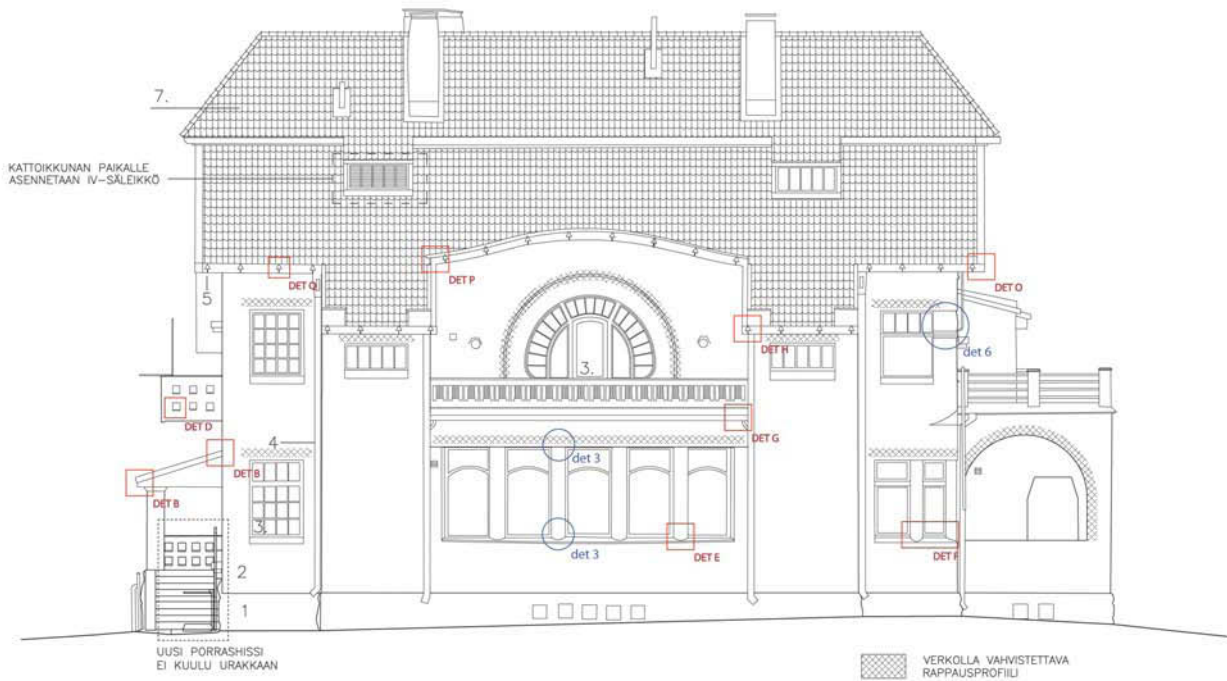 7.
KATTOIKKUNAN PAIKALLE
ASENNETAAN IV-SÄLEIKKÖ
5
DET Q
DET P
DET O
DET H
det 6
3.
DET D
4
DET G
DET B
det 3
DET B
3.
det 3
DET E
DET F
2
1
UUSI PORRASHISSI
EI KUULU URAKKAAN
VERKOLLA VAHVISTETTAVA
RAPPAUSPROFIILI